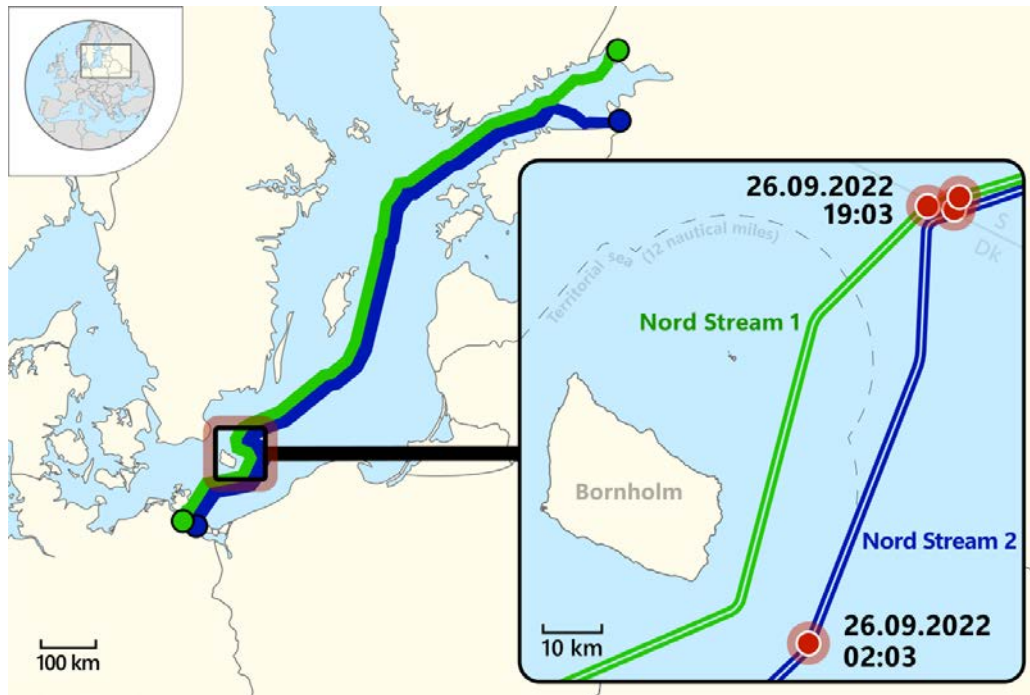 26.09.2022
19:03
S
Dk
Territorial sea (12 nautical miles)
Nord Stream 1
Bornholm
Nord Stream 2
26.09.2022
02:03
100 km
10 km